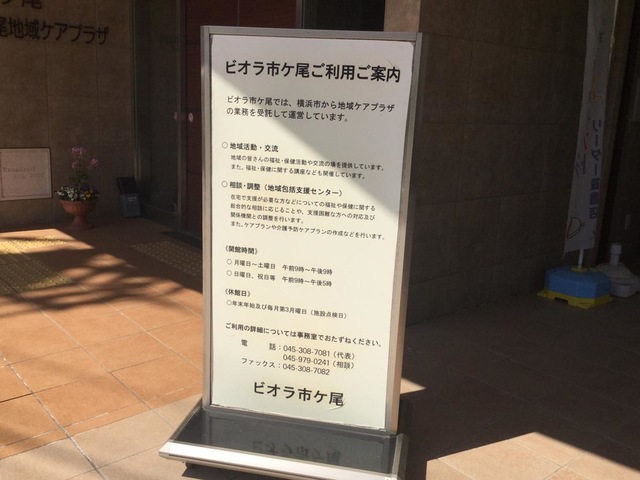 ケ尾
尾地域ケアプラザ
ビオラ市ケ尾ご利用ご案内
ビオラ市ケ尾では、横浜市から地域ケアプラザ
の業務を受託して運営しています。
○ 地域活動・交流
地域の皆さんの福祉・保健活動や交流の場を提供しています。
また、福祉・保健に関する講座なども開催しています。
○ 相談・調整（地域包括支援センター）
在宅で支援が必要な方などについての福祉や保健に関する
総合的な相談に応じることや、支援困難な方への対応及び
関係機関との調整を行います。
また、ケアプランや介護予防ケアプランの作成などを行います。
《開館時間》
○ 月曜日～土曜日 午前9時～午後9時
○ 日曜日、祝日等 午前9時～午後5時
《休館日》
○年末年始及び毎月第3月曜日（施設点検日）
ご利用の詳細については事務室でおたずねください。
電 話：045-308-7081（代表）
045-979-0241（相談）
ファックス：045-308-7082
ビオラ市ケ尾